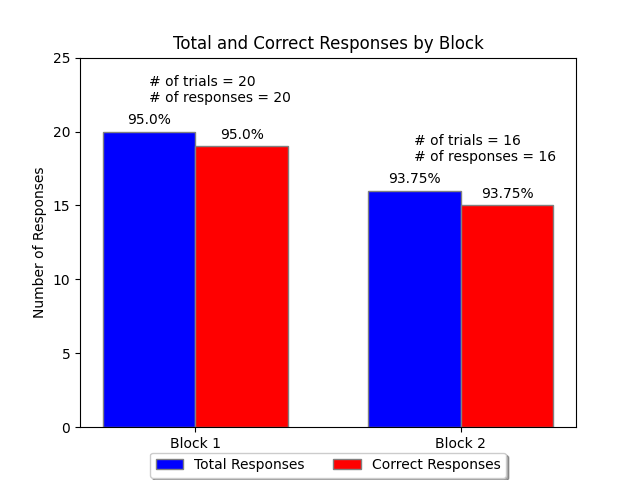 Total and Correct Responses by Block
Number of Responses
25
20
15
10
5
0
# of trials = 20
# of responses = 20
95.0%
95.0%
# of trials = 16
# of responses = 16
93.75%
93.75%
Block 1
Block 2
Total Responses
Correct Responses